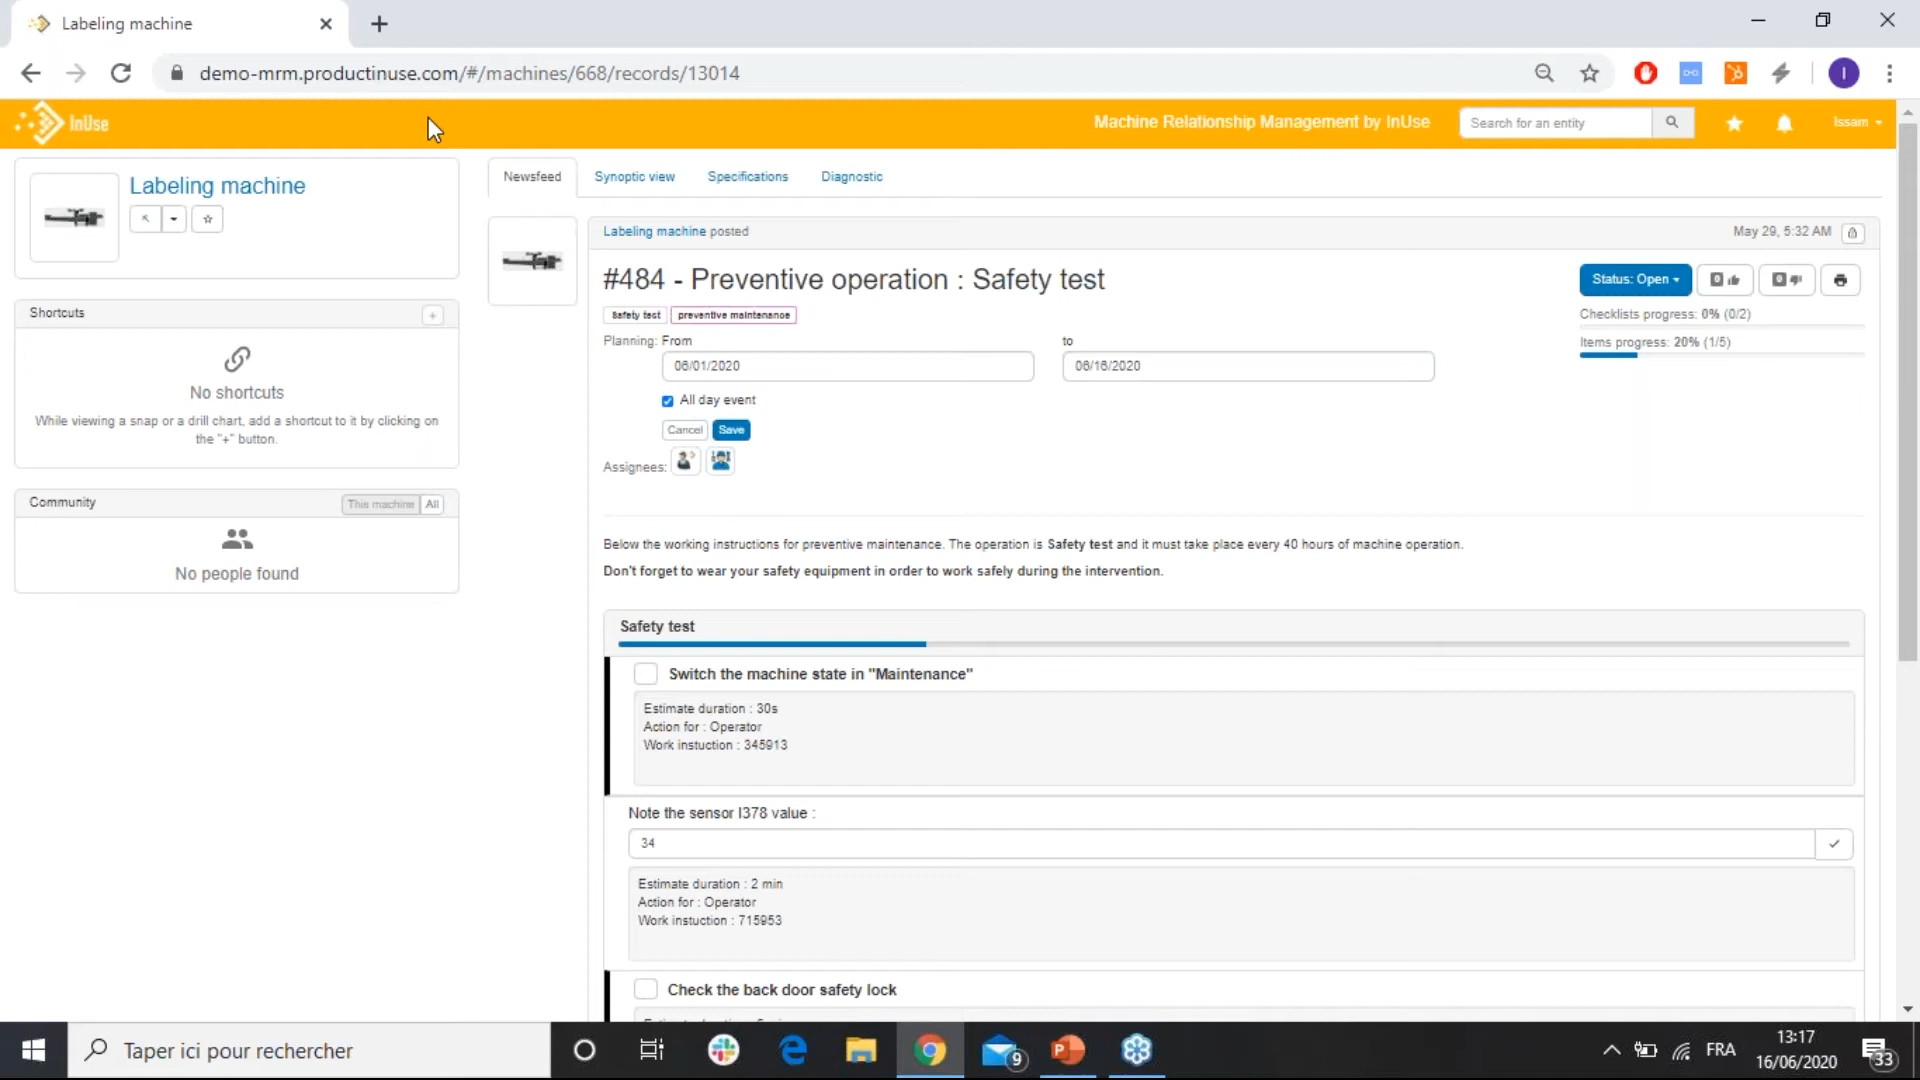 Labeling machine
demo-mrm.productinuse.com/#/machines/668/records/13014
I
InUse
Machine Relationship Management by InUse
Search for an entity
Issam
Labeling machine
Shortcuts
+
No shortcuts
While viewing a snap or a drill chart, add a shortcut to it by clicking on
the "+" button.
Community
This machine
All
No people found
Newsfeed
Synoptic view
Specifications
Diagnostic
Labeling machine posted
May 29, 5:32 AM
#484 - Preventive operation : Safety test
Status: Open
0
0
Safety test
preventive maintenance
Checklists progress: 0% (0/2)
Items progress: 20% (1/5)
Planning: From
to
06/01/2020
06/16/2020
All day event
Cancel
Save
Assignees:
Below the working instructions for preventive maintenance. The operation is Safety test and it must take place every 40 hours of machine operation.
Don't forget to wear your safety equipment in order to work safely during the intervention.
Safety test
Switch the machine state in "Maintenance"
Estimate duration : 30s
Action for : Operator
Work instuction : 345913
Note the sensor I378 value :
34
Estimate duration : 2 min
Action for : Operator
Work instuction : 715953
Check the back door safety lock
Taper ici pour rechercher
9
FRA
13:17
16/06/2020
33